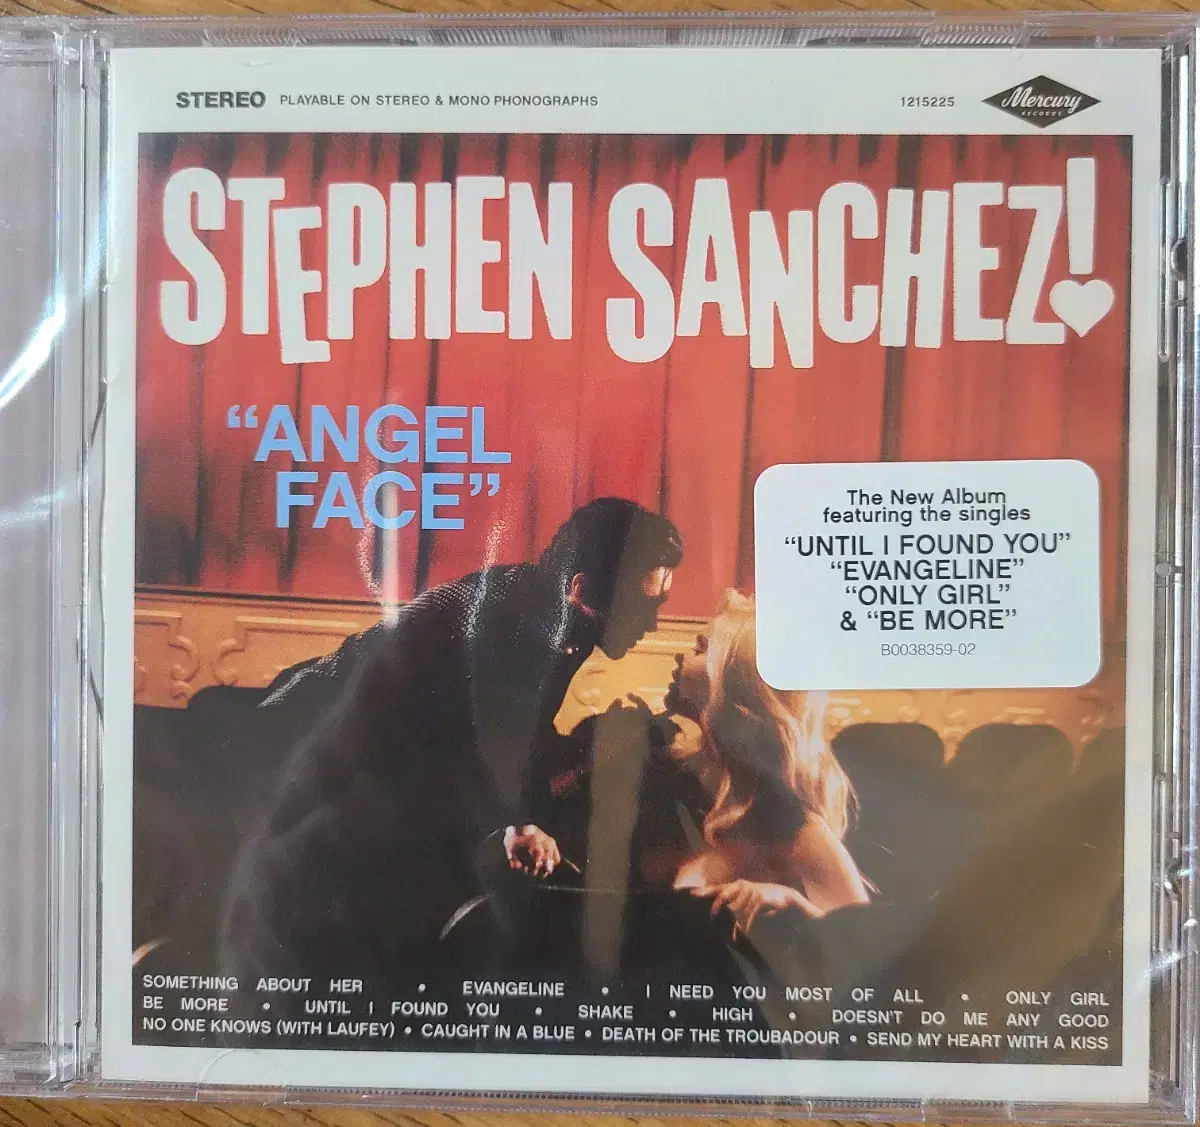 STEREO PLAYABLE ON STEREO & MONO PHONOGRAPHS 1215225 Mercury RECORDS
STEPHEN SANCHEZ!
“ANGEL
FACE”
The New Album
featuring the singles
“UNTIL I FOUND YOU”
“EVANGELINE”
“ONLY GIRL”
& “BE MORE”
B0038359-02
SOMETHING ABOUT HER • EVANGELINE • I NEED YOU MOST OF ALL • ONLY GIRL
BE MORE • UNTIL I FOUND YOU • SHAKE • HIGH • DOESN'T DO ME ANY GOOD
NO ONE KNOWS (WITH LAUFEY) • CAUGHT IN A BLUE • DEATH OF THE TROUBADOUR • SEND MY HEART WITH A KISS